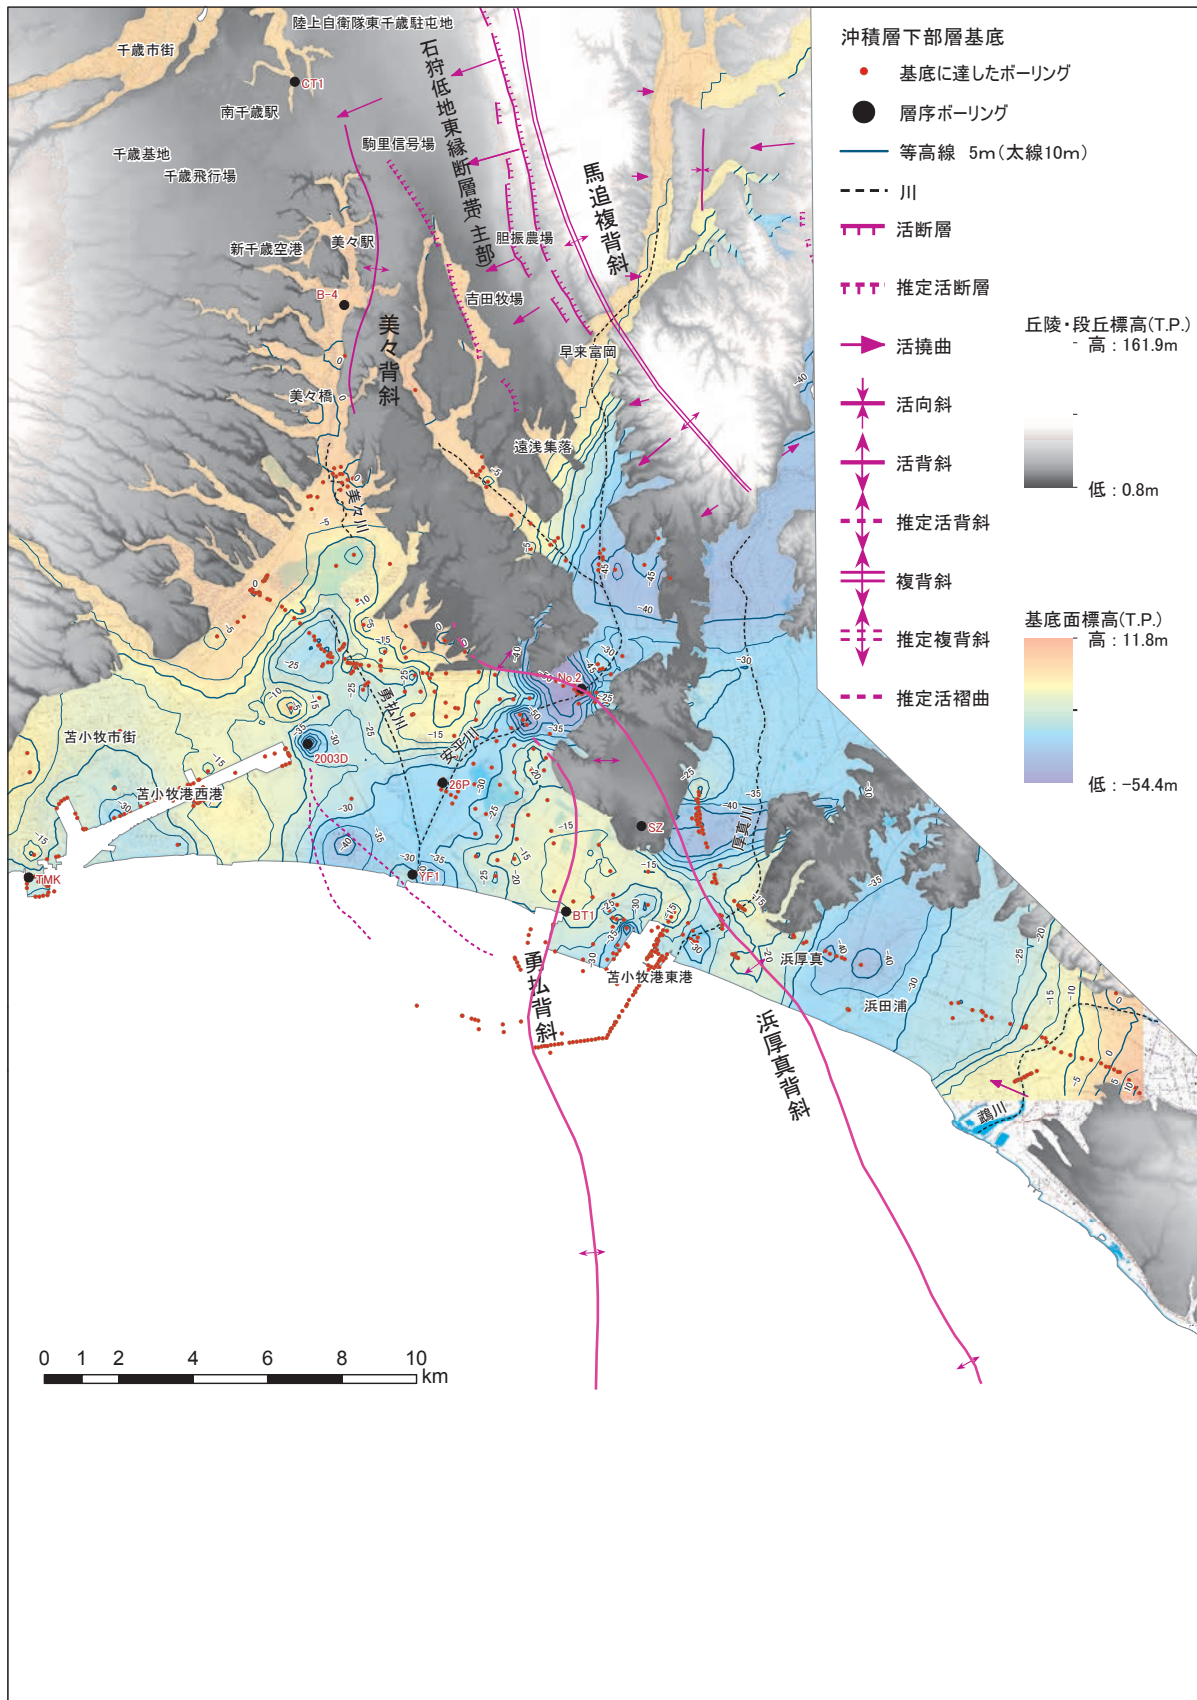 沖積層下部層基底
基底に達したボーリング
層序ボーリング
等高線 5m(太線10m)
川
活断層
推定活断層
活撓曲
活向斜
活背斜
推定活背斜
複背斜
推定複背斜
推定活褶曲
丘陵・段丘標高(T.P.)
高 : 161.9m
低 : 0.8m
基底面標高(T.P.)
高 : 11.8m
低 : -54.4m
陸上自衛隊東千歳駐屯地
千歳市街
CT1
南千歳駅
千歳基地
千歳飛行場
駒里信号場
石狩低地東縁断層帯(主部)
馬追複背斜
胆振農場
美々駅
新千歳空港
B-4
吉田牧場
美々背斜
早来富岡
美々橋
遠浅集落
美々川
勇払川
安平川
No.2
苫小牧市街
2003D
苫小牧港西港
26P
SZ
厚真川
TMK
YF1
BT1
苫小牧港東港
浜厚真
浜田浦
勇払背斜
浜厚真背斜
鵡川
0 1 2 4 6 8 10
km